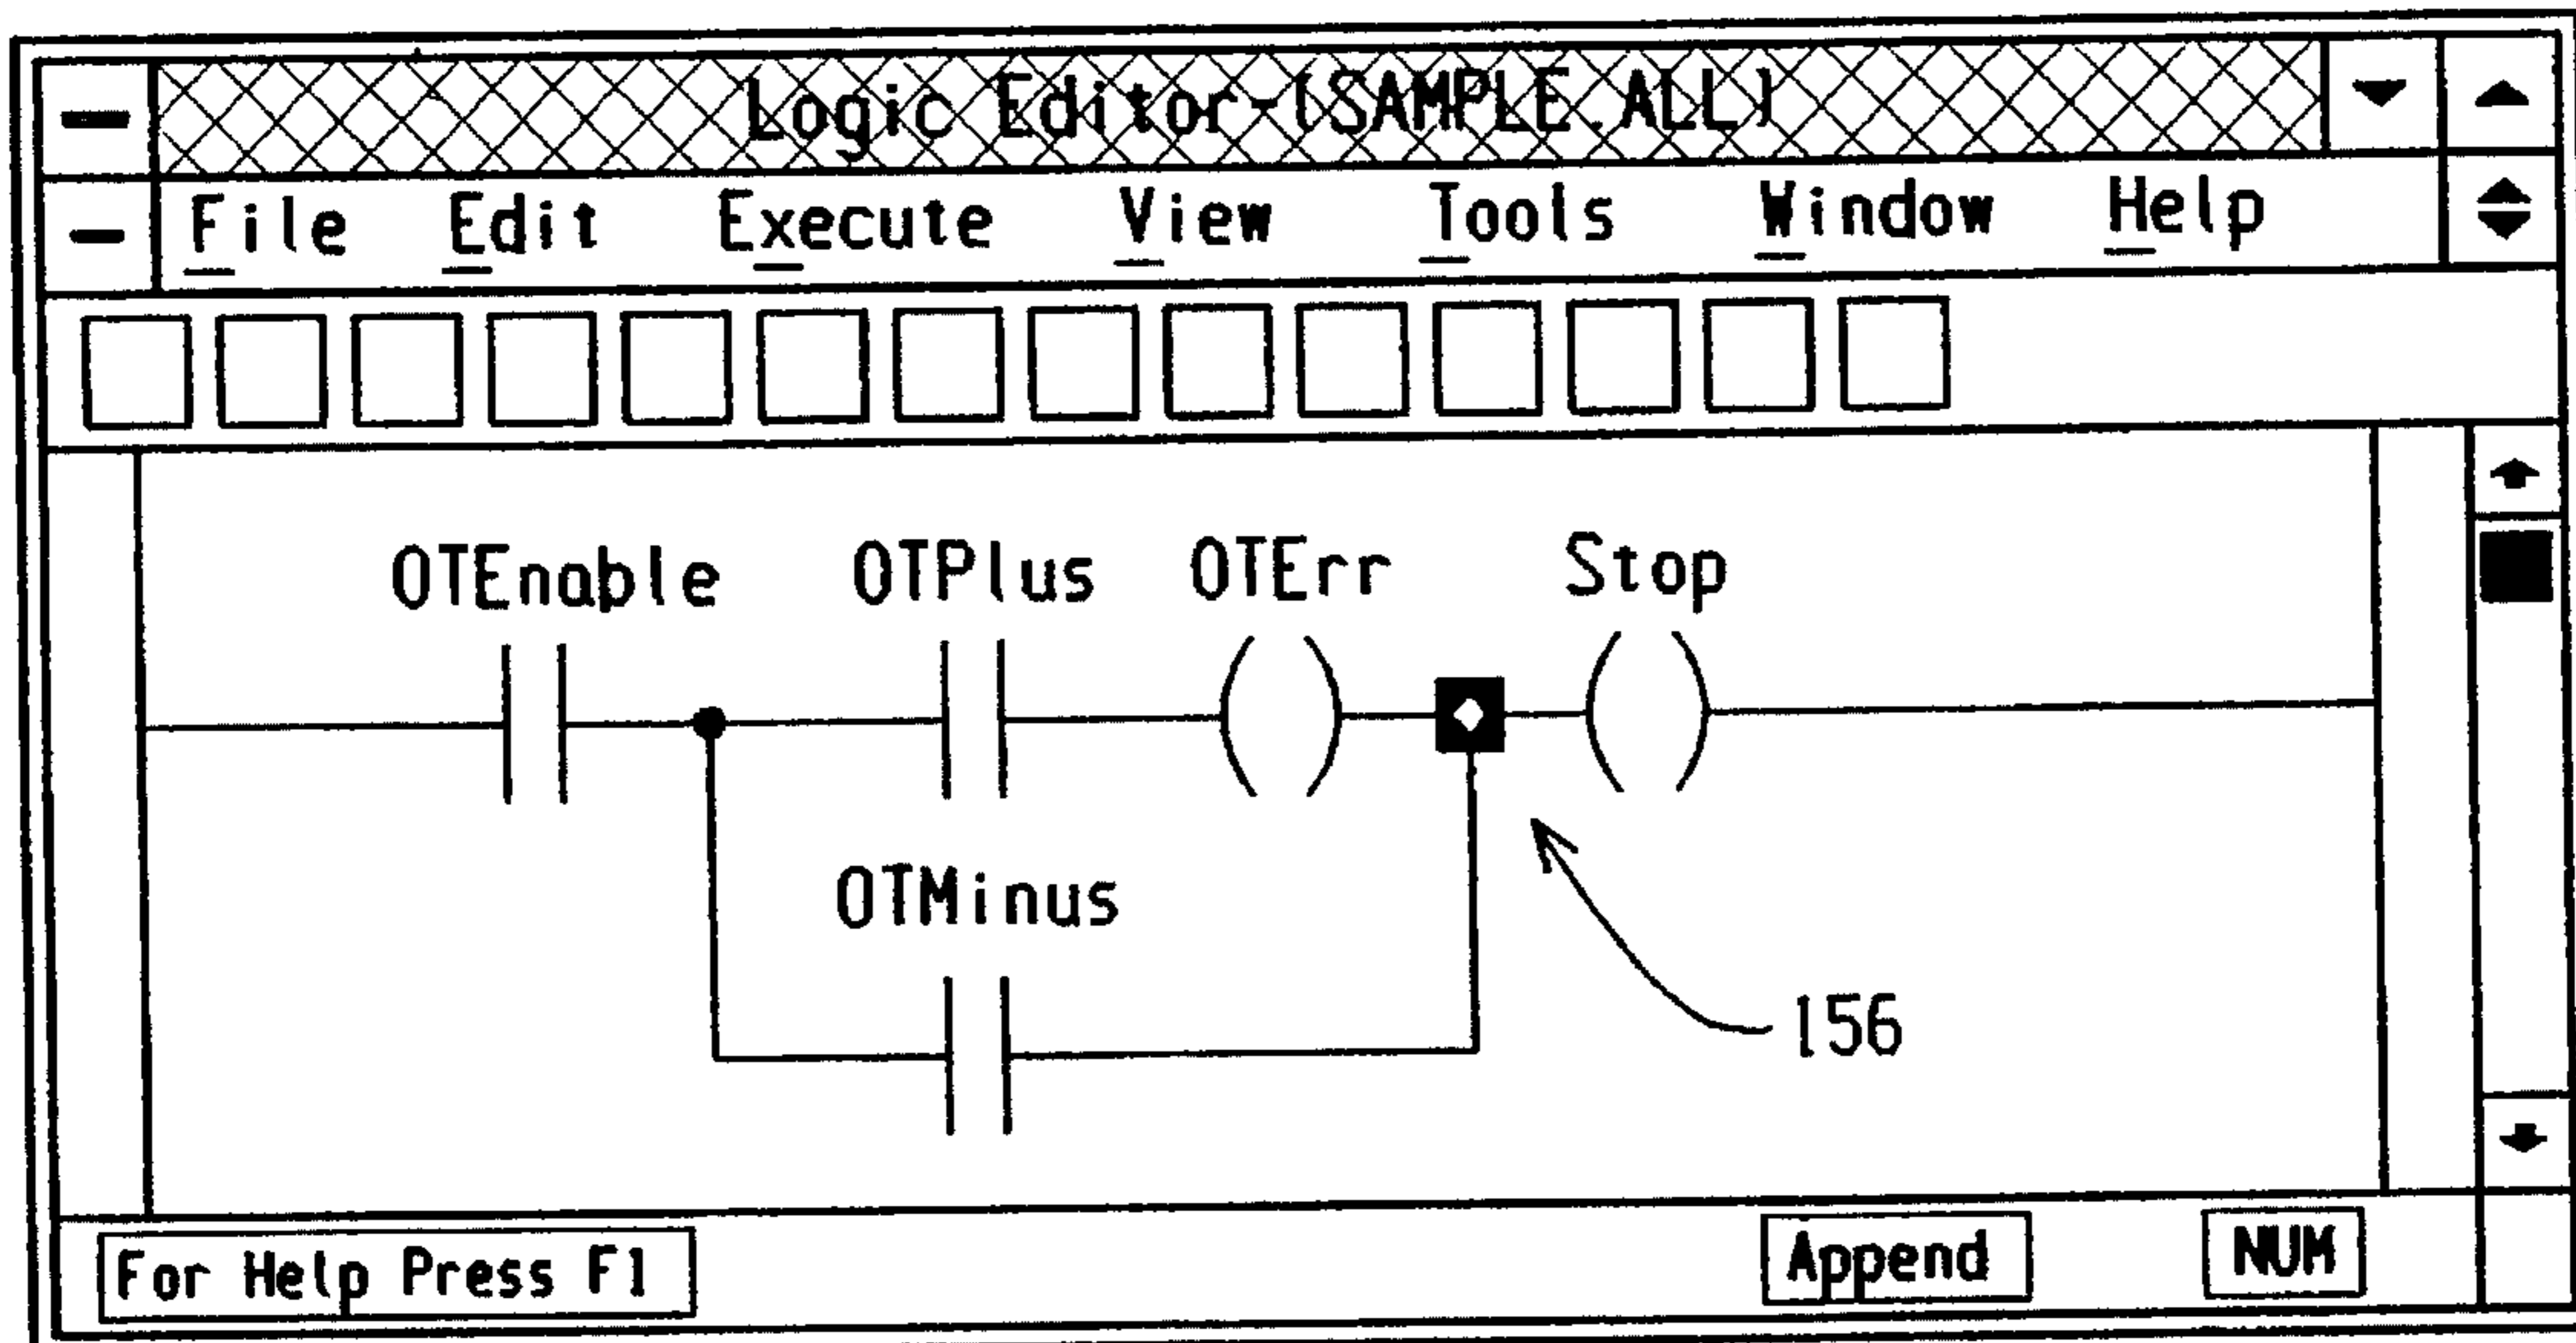 Logic Editor-(SAMPLE.ALL)
File Edit Execute View Tools Window Help
OTEnable OTPlus OTErr Stop
OTMinus
156
For Help Press F1 Append NUM